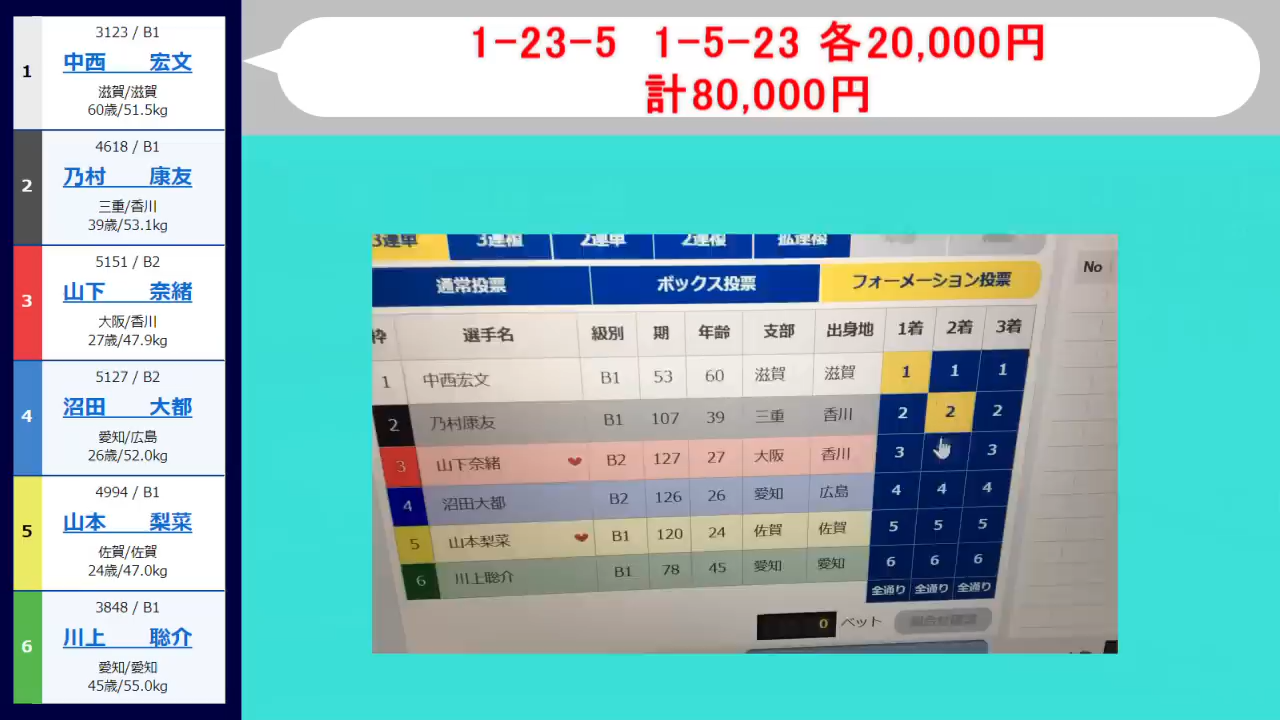 1
3123 / B1
中西 宏文
滋賀/滋賀
60歳/51.5kg
2
4618 / B1
乃村 康友
三重/香川
39歳/53.1kg
3
5151 / B2
山下 奈緒
大阪/香川
27歳/47.9kg
4
5127 / B2
沼田 大都
愛知/広島
26歳/52.0kg
5
4994 / B1
山本 梨菜
佐賀/佐賀
24歳/47.0kg
6
3848 / B1
川上 聡介
愛知/愛知
45歳/55.0kg
1-23-5 1-5-23 各20,000円
計80,000円
3連単 3連複 2連単 2連複 拡連複
通常投票 ボックス投票 フォーメーション投票
No
枠 選手名 級別 期 年齢 支部 出身地 1着 2着 3着
1 中西宏文 B1 53 60 滋賀 滋賀 1 1 1
2 乃村康友 B1 107 39 三重 香川 2 2 2
3 山下奈緒 B2 127 27 大阪 香川 3 3
4 沼田大都 B2 126 26 愛知 広島 4 4 4
5 山本梨菜 B1 120 24 佐賀 佐賀 5 5 5
6 川上聡介 B1 78 45 愛知 愛知 6 6 6
全通り 全通り 全通り
0 ベット 組合せ確認